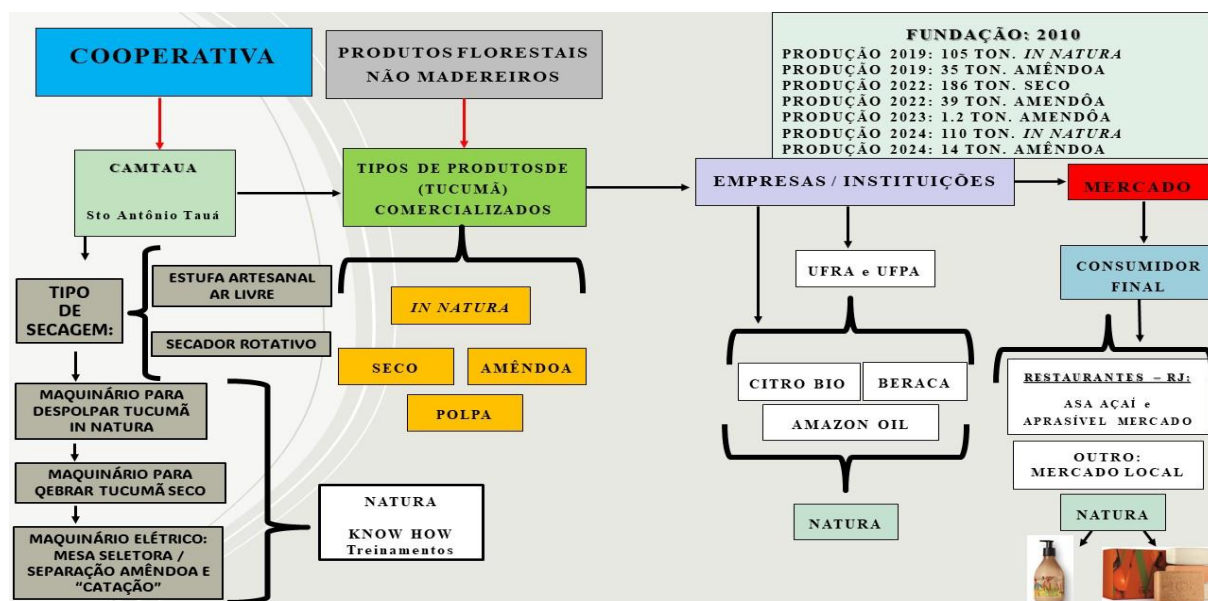 COOPERATIVA
PRODUTOS FLORESTAIS
NÃO MADEREIROS
FUNDAÇÃO: 2010
PRODUÇÃO 2019: 105 TON. IN NATURA
PRODUÇÃO 2019: 35 TON. AMÊNDOA
PRODUÇÃO 2022: 186 TON. SECO
PRODUÇÃO 2022: 39 TON. AMENDÔA
PRODUÇÃO 2023: 1.2 TON. AMENDÔA
PRODUÇÃO 2024: 110 TON. IN NATURA
PRODUÇÃO 2024: 14 TON. AMÊNDOA
CAMTAUA
Sto Antônio Tauá
TIPOS DE PRODUTOSDE
(TUCUMÃ)
COMERCIALIZADOS
EMPRESAS / INSTITUIÇÕES
MERCADO
TIPO
DE
SECAGEM:
ESTUFA ARTESANAL
AR LIVRE
SECADOR ROTATIVO
MAQUINÁRIO PARA
DESPOLPAR TUCUMÃ
IN NATURA
MAQUINÁRIO PARA
QEBRAR TUCUMÃ SECO
MAQUINÁRIO ELÉTRICO:
MESA SELETORA /
SEPARAÇÃO AMÊNDOA E
“CATAÇÃO”
NATURA
KNOW HOW
Treinamentos
IN NATURA
SECO
AMÊNDOA
POLPA
UFRA e UFPA
CITRO BIO
BERACA
AMAZON OIL
NATURA
CONSUMIDOR
FINAL
RESTAURANTES – RJ:
ASA AÇAÍ e
APRASÍVEL MERCADO
OUTRO:
MERCADO LOCAL
NATURA